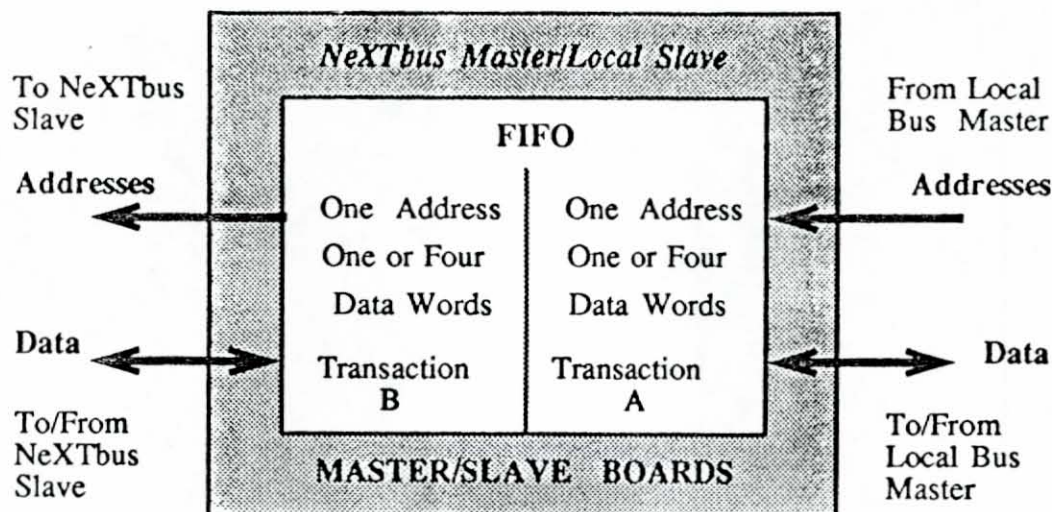 NeXTbus Master/Local Slave
To NeXTbus
Slave
Addresses
Data
To/From
NeXTbus
Slave
FIFO
One Address
One or Four
Data Words
Transaction
B
One Address
One or Four
Data Words
Transaction
A
MASTER/SLAVE BOARDS
From Local
Bus Master
Addresses
Data
To/From
Local Bus
Master